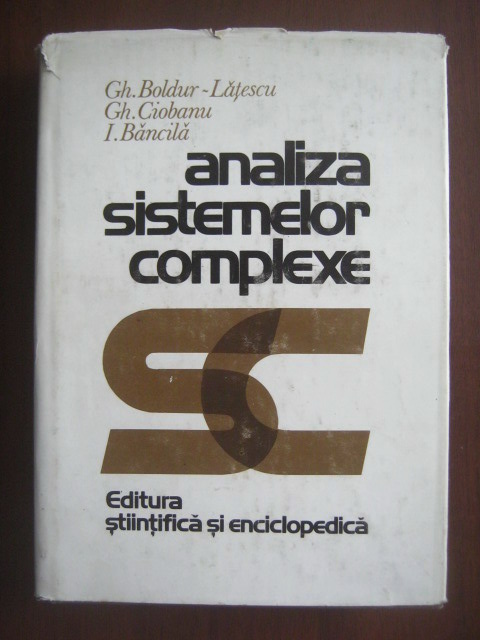 Gh. Boldur-Lățescu
Gh. Ciobanu
I. Băncilă
analiza
sistemelor
complexe
SC
Editura
științifică și enciclopedică